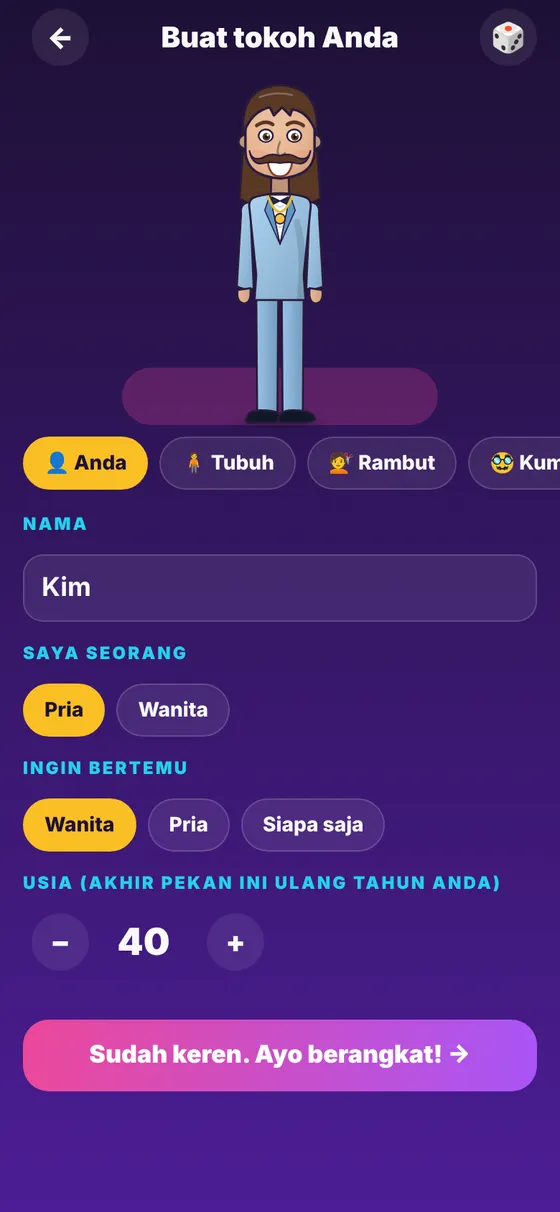 Buat tokoh Anda
Anda
Tubuh
Rambut
Kum
NAMA
Kim
SAYA SEORANG
Pria
Wanita
INGIN BERTEMU
Wanita
Pria
Siapa saja
USIA (AKHIR PEKAN INI ULANG TAHUN ANDA)
− 40 +
Sudah keren. Ayo berangkat! →